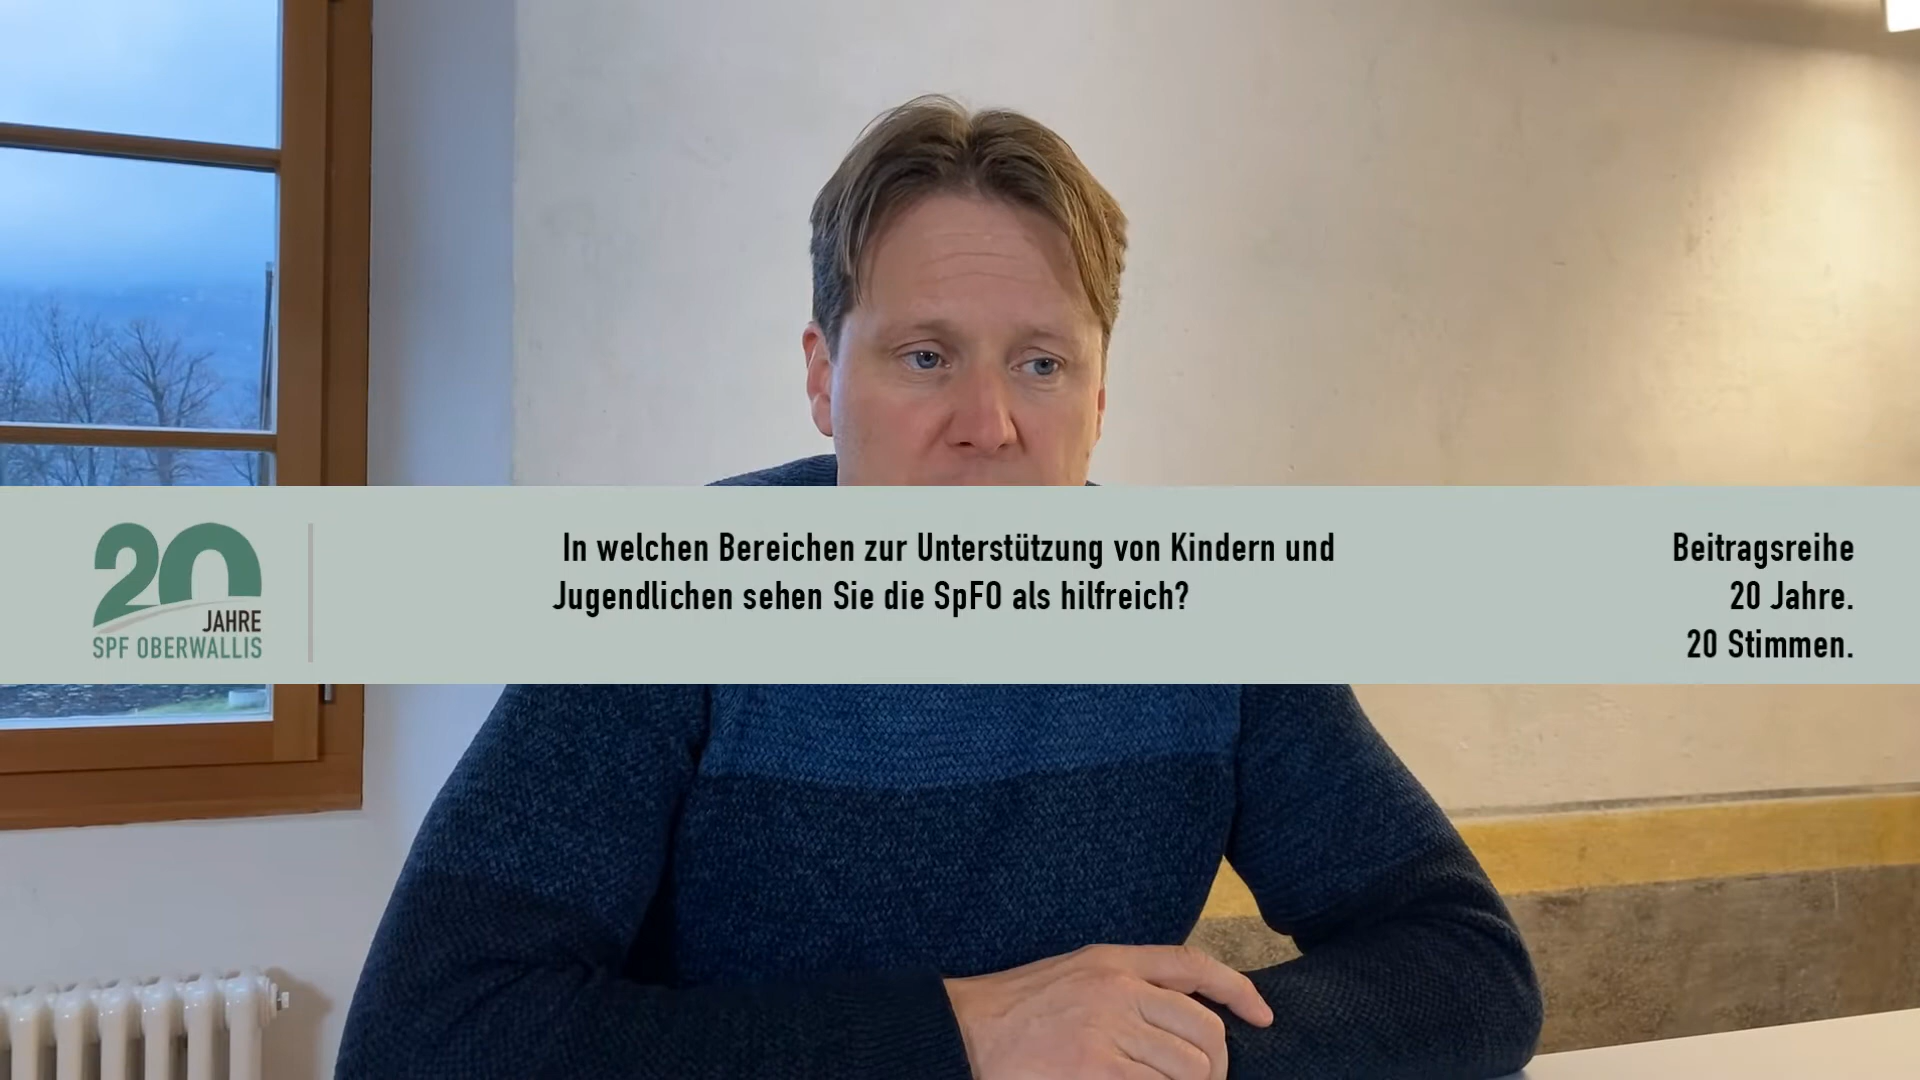 20
JAHRE
SPF OBERWALLIS
In welchen Bereichen zur Unterstützung von Kindern und
Jugendlichen sehen Sie die SpFO als hilfreich?
Beitragsreihe
20 Jahre.
20 Stimmen.